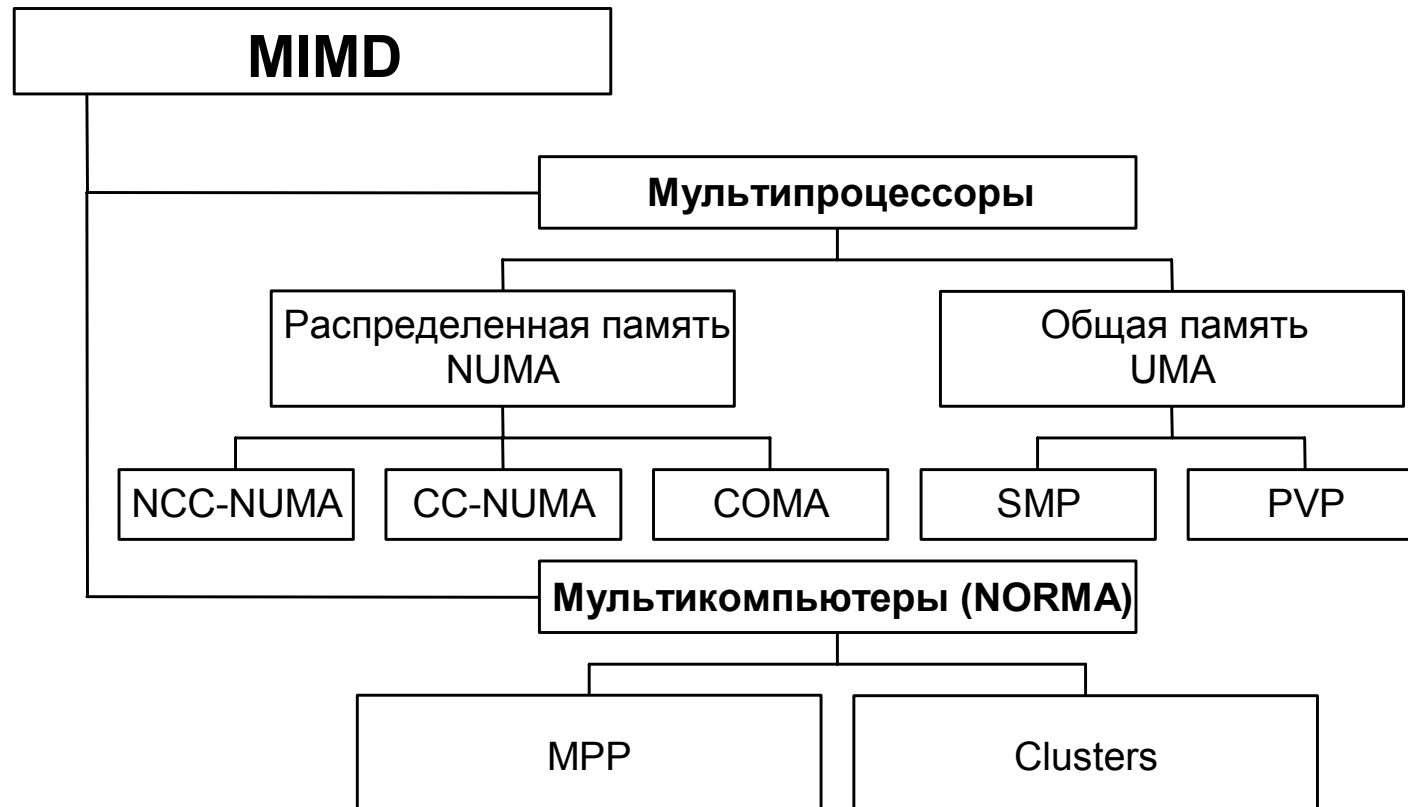 MIMD
Мультипроцессоры
Распределенная память
NUMA
Общая память
UMA
NCC-NUMA
CC-NUMA
COMA
SMP
PVP
Мультикомпьютеры (NORMA)
MPP
Clusters